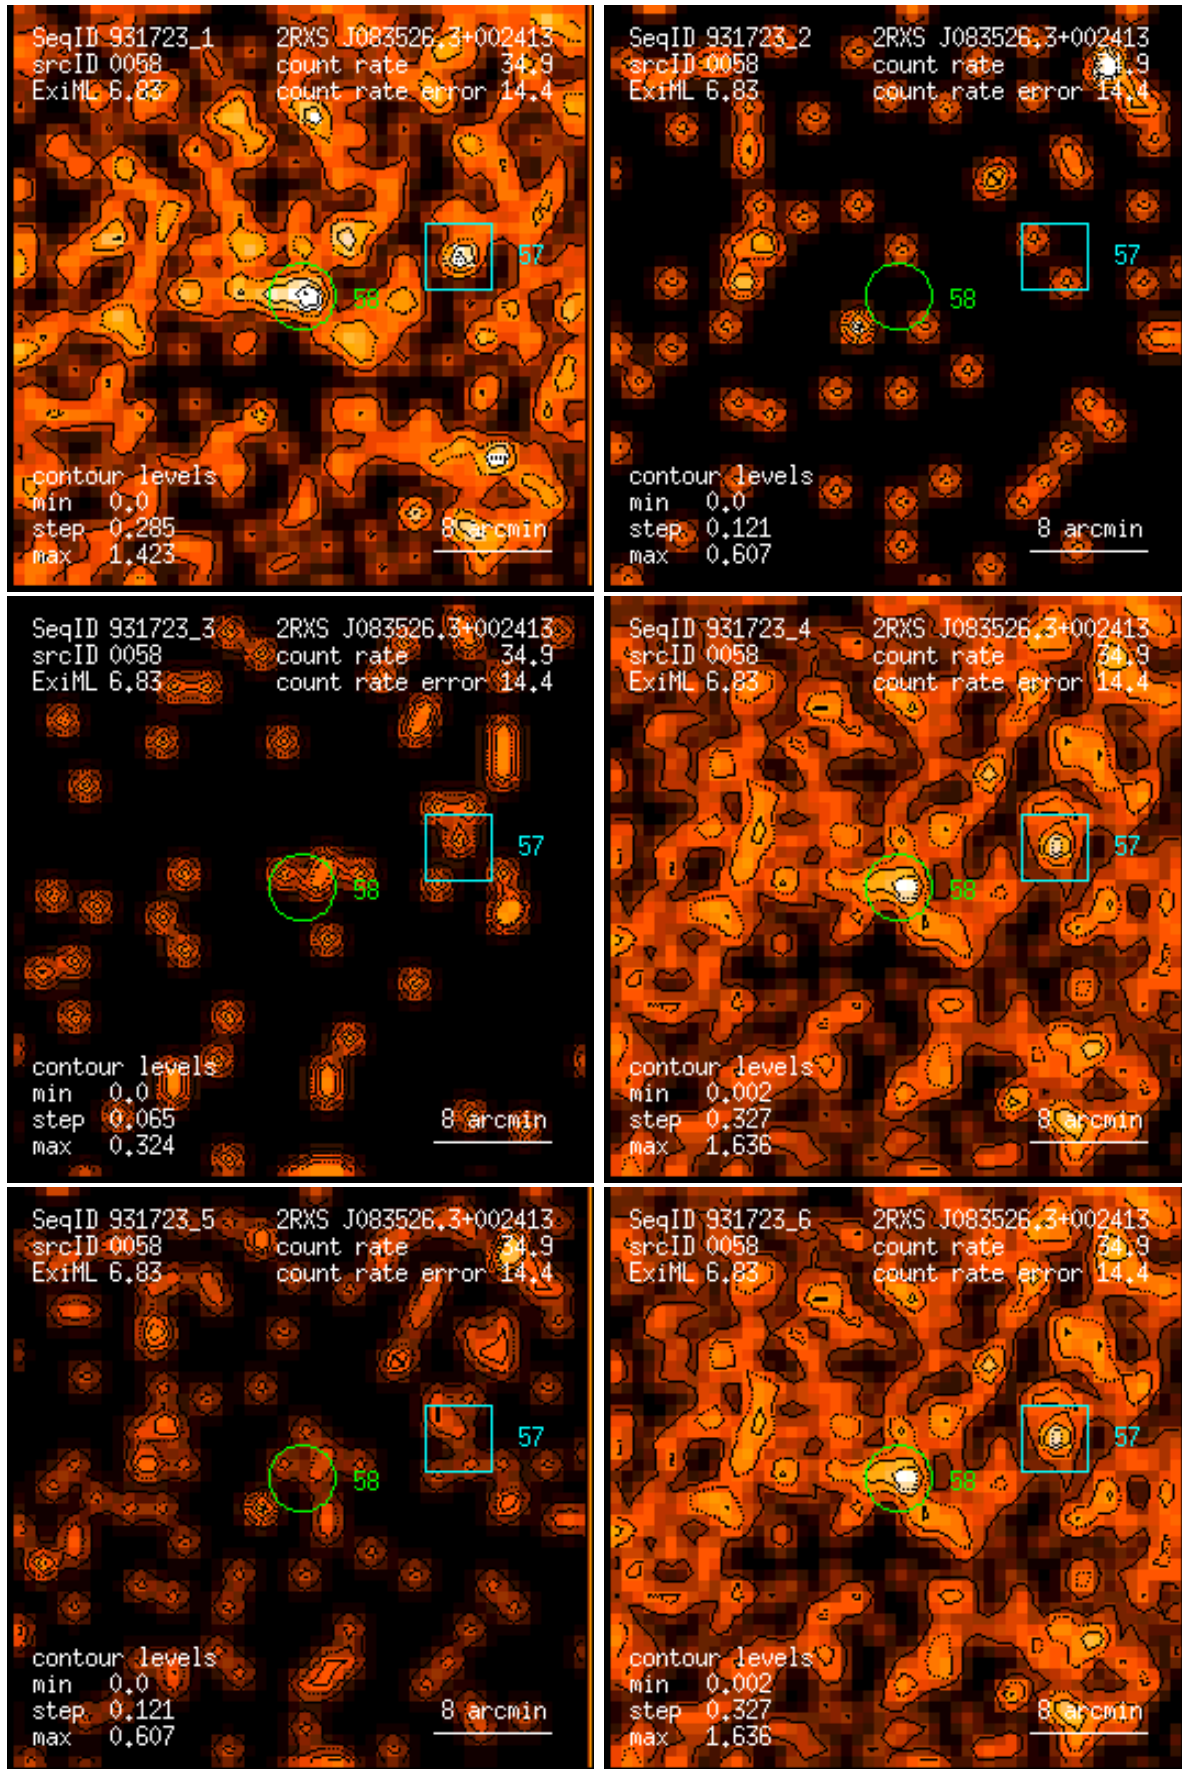 SeqID 931723_1 2RXS J083526.3+002413
srcID 0058 count rate 34.9
ExiML 6.83 count rate error 14.4
57
58
contour levels
min 0.0
step 0.285 8 arcmin
max 1.423
SeqID 931723_2 2RXS J083526.3+002413
srcID 0058 count rate .9
ExiML 6.83 count rate error 14.4
57
58
contour levels
min 0.0
step 0.121 8 arcmin
max 0.607
SeqID 931723_3 2RXS J083526.3+002413
srcID 0058 count rate 34.9
ExiML 6.83 count rate error 14.4
57
58
contour levels
min 0.0
step 0.065 8 arcmin
max 0.324
SeqID 931723_4 2RXS J083526.3+002413
srcID 0058 count rate 34.9
ExiML 6.83 count rate error 14.4
57
58
contour levels
min 0.002
step 0.327 8 arcmin
max 1.636
SeqID 931723_5 2RXS J083526.3+002413
srcID 0058 count rate 34.9
ExiML 6.83 count rate error 14.4
57
58
contour levels
min 0.0
step 0.121 8 arcmin
max 0.607
SeqID 931723_6 2RXS J083526.3+002413
srcID 0058 count rate 34.9
ExiML 6.83 count rate error 14.4
57
58
contour levels
min 0.002
step 0.327 8 arcmin
max 1.636